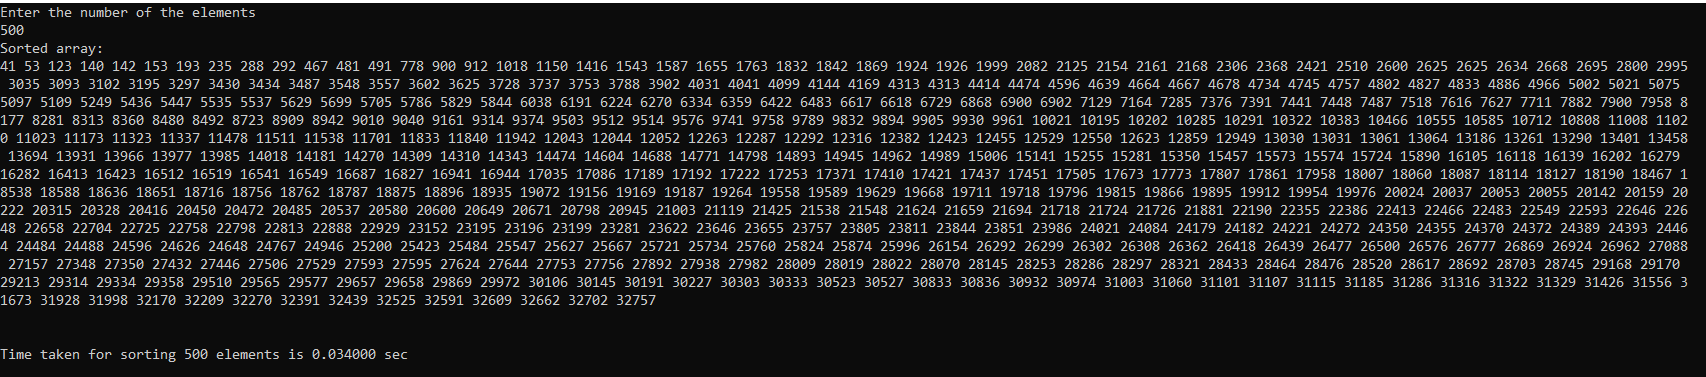 Enter the number of the elements
500
Sorted array:
41 53 123 140 142 153 193 235 288 292 467 481 491 778 900 912 1018 1150 1416 1543 1587 1655 1763 1832 1842 1869 1924 1926 1999 2082 2125 2154 2161 2168 2306 2368 2421 2510 2600 2625 2625 2634 2668 2695 2800 2995
3035 3093 3102 3195 3297 3430 3434 3487 3548 3557 3602 3625 3728 3737 3753 3788 3902 4031 4041 4099 4144 4169 4313 4313 4414 4474 4596 4639 4664 4667 4678 4734 4745 4757 4802 4827 4833 4886 4966 5002 5021 5075
5097 5109 5249 5436 5447 5535 5537 5629 5699 5705 5786 5829 5844 6038 6191 6224 6270 6334 6359 6422 6483 6617 6618 6729 6868 6900 6902 7129 7164 7285 7376 7391 7441 7448 7487 7518 7616 7627 7711 7882 7900 7958 8
177 8281 8313 8360 8480 8492 8723 8909 8942 9010 9040 9161 9314 9374 9503 9512 9514 9576 9741 9758 9789 9832 9894 9905 9930 9961 10021 10195 10202 10285 10291 10322 10383 10466 10555 10585 10712 10808 11008 1102
0 11023 11173 11323 11337 11478 11511 11538 11701 11833 11840 11942 12043 12044 12052 12263 12287 12292 12316 12382 12423 12455 12529 12550 12623 12859 12949 13030 13031 13061 13064 13186 13261 13290 13401 13458
13694 13931 13966 13977 13985 14018 14181 14270 14309 14310 14343 14474 14604 14688 14771 14798 14893 14945 14962 14989 15006 15141 15255 15281 15350 15457 15573 15574 15724 15890 16105 16118 16139 16202 16279
16282 16413 16423 16512 16519 16541 16549 16687 16827 16941 16944 17035 17086 17189 17192 17222 17253 17371 17410 17421 17437 17451 17505 17673 17773 17807 17861 17958 18007 18060 18087 18114 18127 18190 18467 1
8538 18588 18636 18651 18716 18756 18762 18787 18875 18896 18935 19072 19156 19169 19187 19264 19558 19589 19629 19668 19711 19718 19796 19815 19866 19895 19912 19954 19976 20024 20037 20053 20055 20142 20159 20
222 20315 20328 20416 20450 20472 20485 20537 20580 20600 20649 20671 20798 20945 21003 21119 21425 21538 21548 21624 21659 21694 21718 21724 21726 21881 22190 22355 22386 22413 22466 22483 22549 22593 22646 226
48 22658 22704 22725 22758 22798 22813 22888 22929 23152 23195 23196 23199 23281 23622 23646 23655 23757 23805 23811 23844 23851 23986 24021 24084 24179 24182 24221 24272 24350 24355 24370 24372 24389 24393 2446
4 24484 24488 24596 24626 24648 24767 24946 25200 25423 25484 25547 25627 25667 25721 25734 25760 25824 25874 25996 26154 26292 26299 26302 26308 26362 26418 26439 26477 26500 26576 26777 26869 26924 26962 27088
27157 27348 27350 27432 27446 27506 27529 27593 27595 27624 27644 27753 27756 27892 27938 27982 28009 28019 28022 28070 28145 28253 28286 28297 28321 28433 28464 28476 28520 28617 28692 28703 28745 29168 29170
29213 29314 29334 29358 29510 29565 29577 29657 29658 29869 29972 30106 30145 30191 30227 30303 30333 30523 30527 30833 30836 30932 30974 31003 31060 31101 31107 31115 31185 31286 31316 31322 31329 31426 31556 3
1673 31928 31998 32170 32209 32270 32391 32439 32525 32591 32609 32662 32702 32757
Time taken for sorting 500 elements is 0.034000 sec